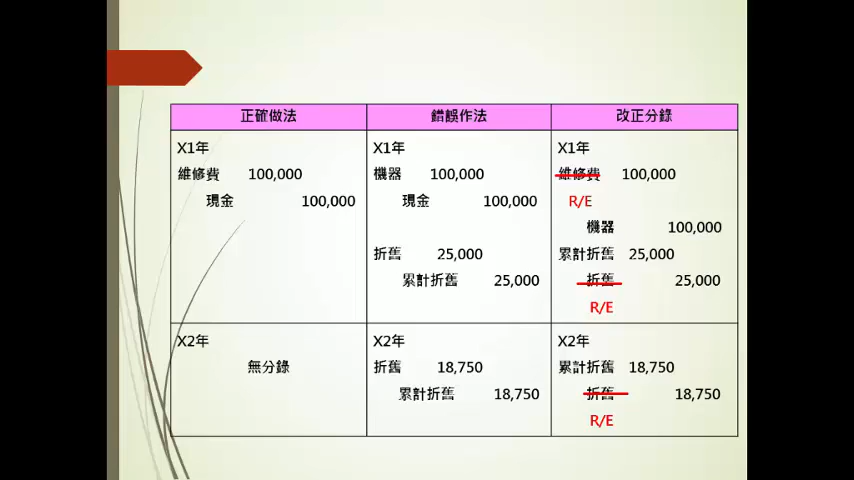 正確做法 錯誤作法 改正分錄
X1年 X1年 X1年
維修費 100,000 機器 100,000 維修費 100,000
現金 100,000 現金 100,000 R/E
機器 100,000
折舊 25,000 累計折舊 25,000
累計折舊 25,000 折舊 25,000
R/E
X2年 X2年 X2年
無分錄 折舊 18,750 累計折舊 18,750
累計折舊 18,750 折舊 18,750
R/E